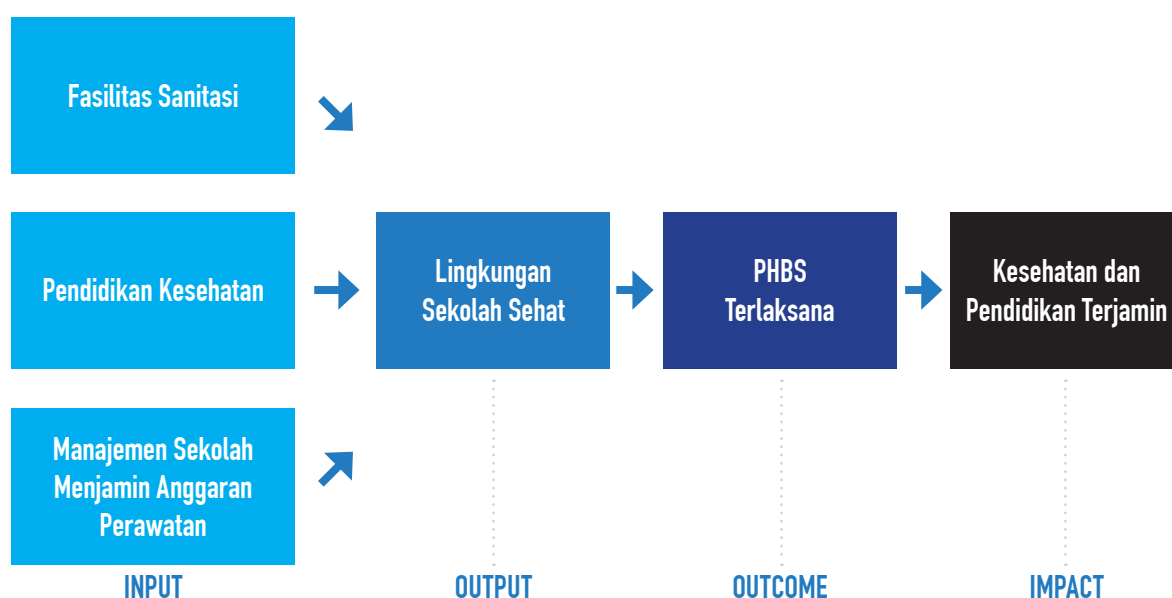 Fasilitas Sanitasi
Pendidikan Kesehatan
Manajemen Sekolah
Menjamin Anggaran
Perawatan
INPUT
Lingkungan
Sekolah Sehat
OUTPUT
PHBS
Terlaksana
OUTCOME
Kesehatan dan
Pendidikan Terjamin
IMPACT